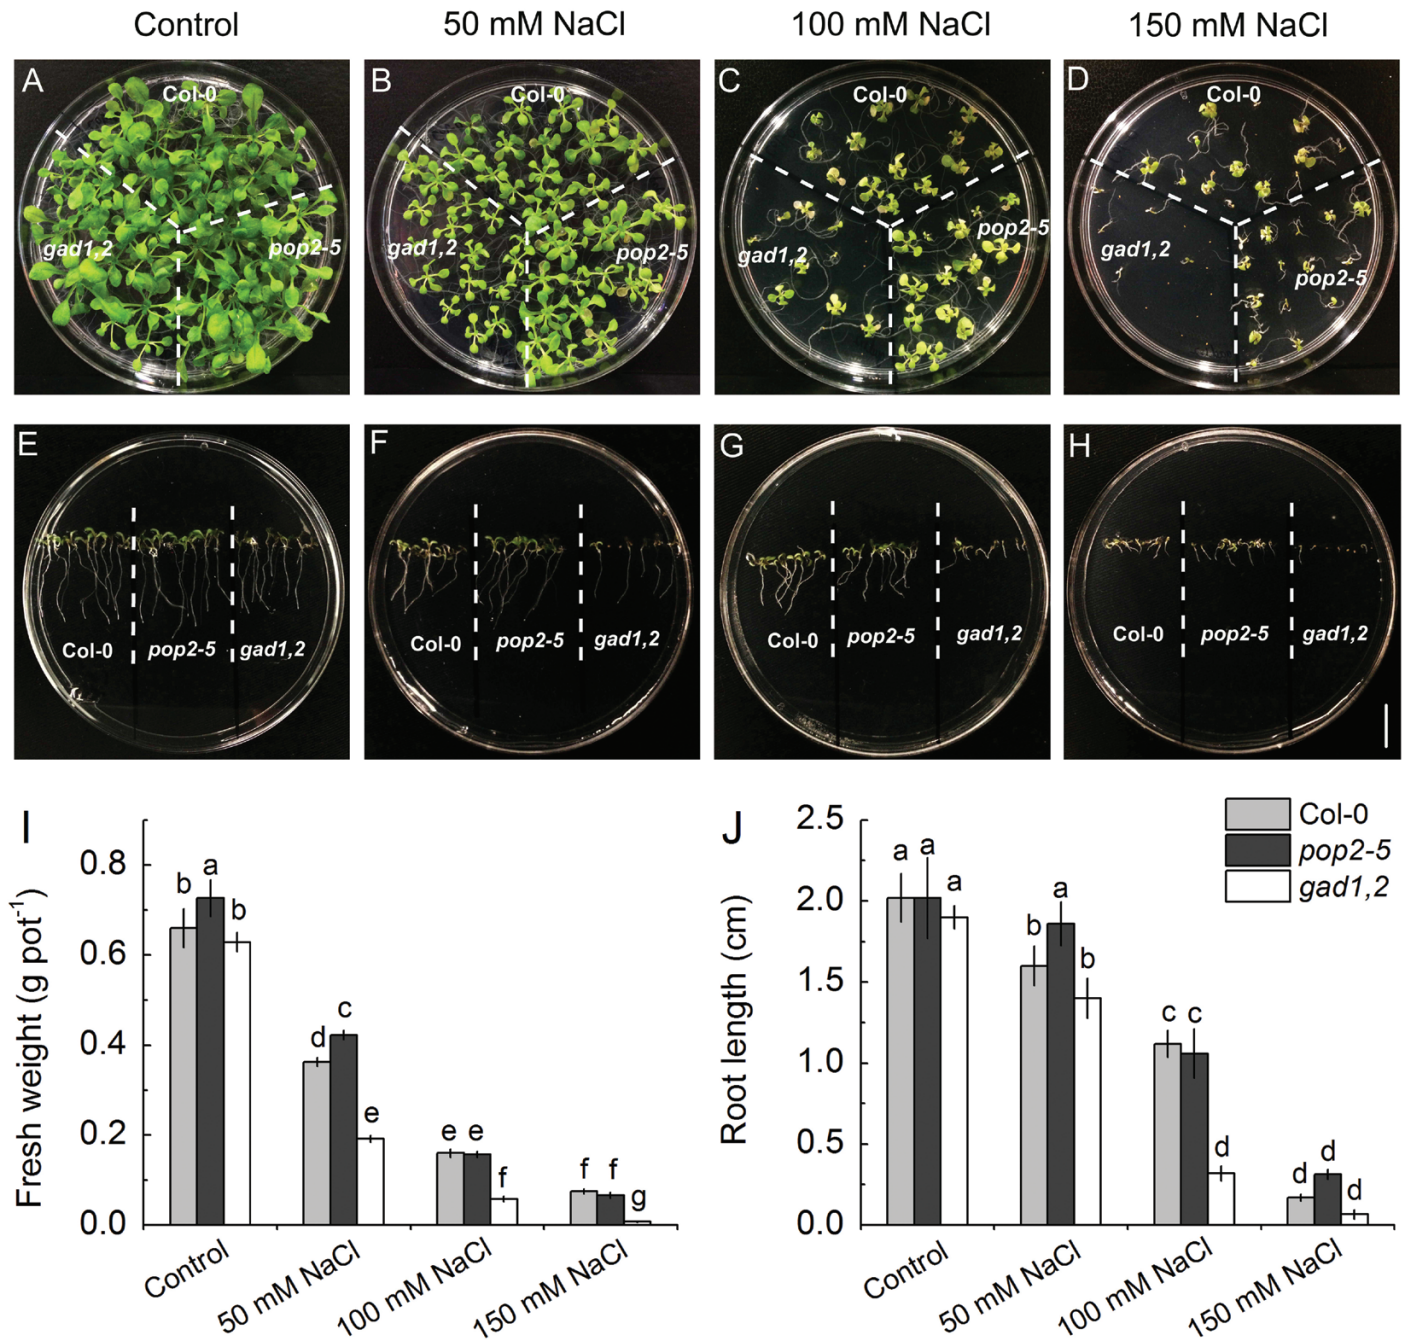 Control 50 mM NaCl 100 mM NaCl 150 mM NaCl
A Col-0 gad1,2 pop2-5
B Col-0 gad1,2 pop2-5
C Col-0 gad1,2 pop2-5
D Col-0 gad1,2 pop2-5
E Col-0 pop2-5 gad1,2
F Col-0 pop2-5 gad1,2
G Col-0 pop2-5 gad1,2
H Col-0 pop2-5 gad1,2
I
Fresh weight (g pot⁻¹)
0.8
0.6
0.4
0.2
0.0
b a b
d c e
e e f
f f g
Control 50 mM NaCl 100 mM NaCl 150 mM NaCl
J
Root length (cm)
2.5
2.0
1.5
1.0
0.5
0.0
a a a
b a b
c c d
d d d
Control 50 mM NaCl 100 mM NaCl 150 mM NaCl
Col-0
pop2-5
gad1,2